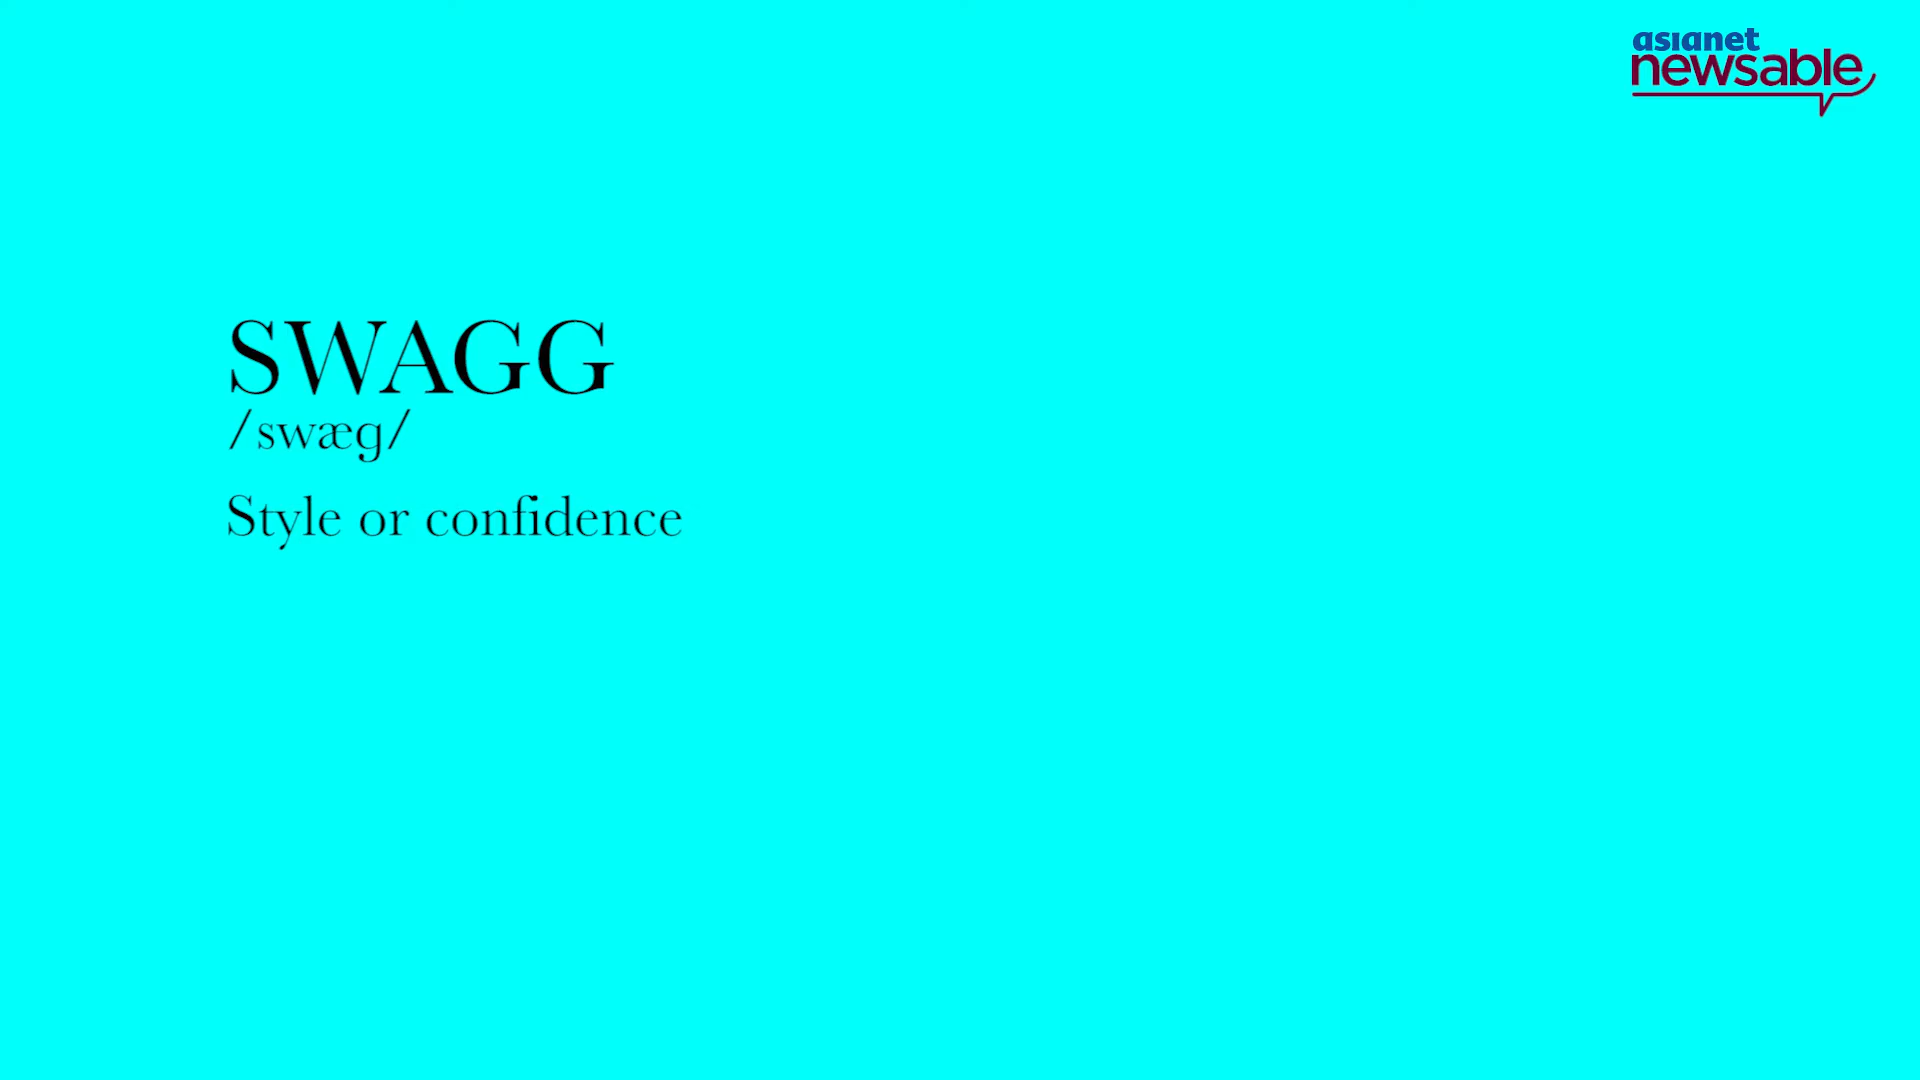 asianet
newsable
SWAGG
/swæg/
Style or confidence